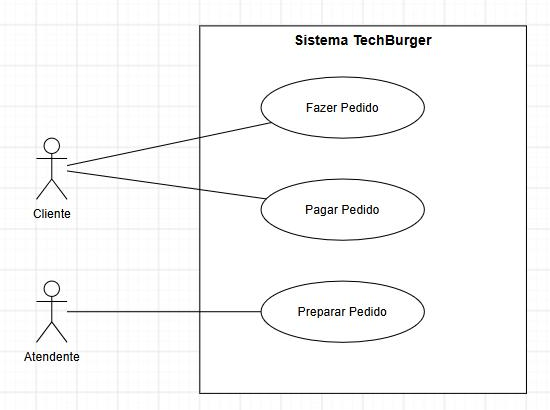 Sistema TechBurger
Fazer Pedido
Cliente
Pagar Pedido
Atendente
Preparar Pedido